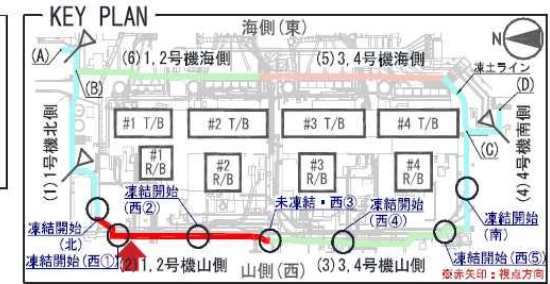 KEY PLAN
海側(東)
N
(A)
(6)1,2号機海側
(5)3,4号機海側
凍土ライン
(B)
(D)
#1 T/B
#2 T/B
#3 T/B
#4 T/B
(1)1号機北側
(C)
(4)4号機南側
#1
R/B
#2
R/B
#3
R/B
#4
R/B
凍結開始
(西②)
未凍結・西③
凍結開始
(西④)
凍結開始
(北)
凍結開始
(南)
凍結開始(西①)
(2)1,2号機山側
山側(西)
(3)3,4号機山側
凍結開始(西⑤)
※赤矢印:視点方向